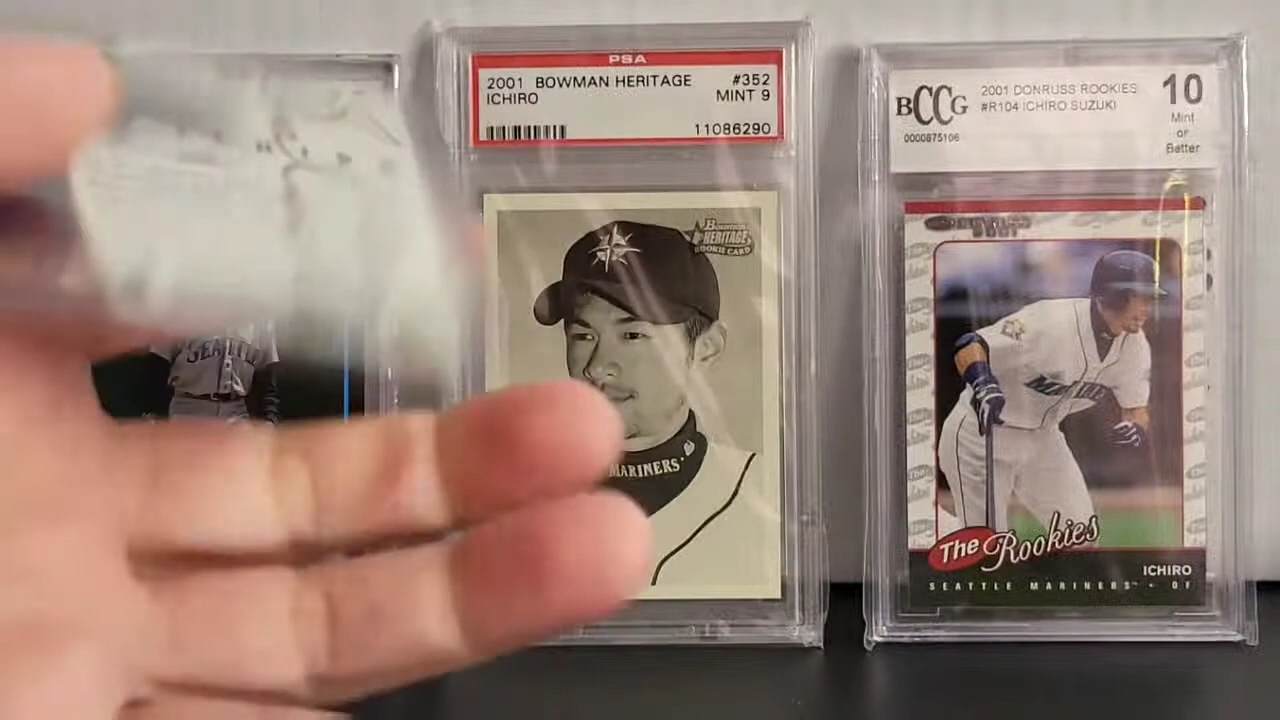 PSA
2001 BOWMAN HERITAGE #352
ICHIRO MINT 9
11086290
BOWMAN
HERITAGE
ROOKIE CARD
MARINERS
BCCG
2001 DONRUSS ROOKIES
#R104 ICHIRO SUZUKI
0000875106
10
Mint
or
Better
The Rookies
ICHIRO
SEATTLE MARINERS • OF
SEATTLE